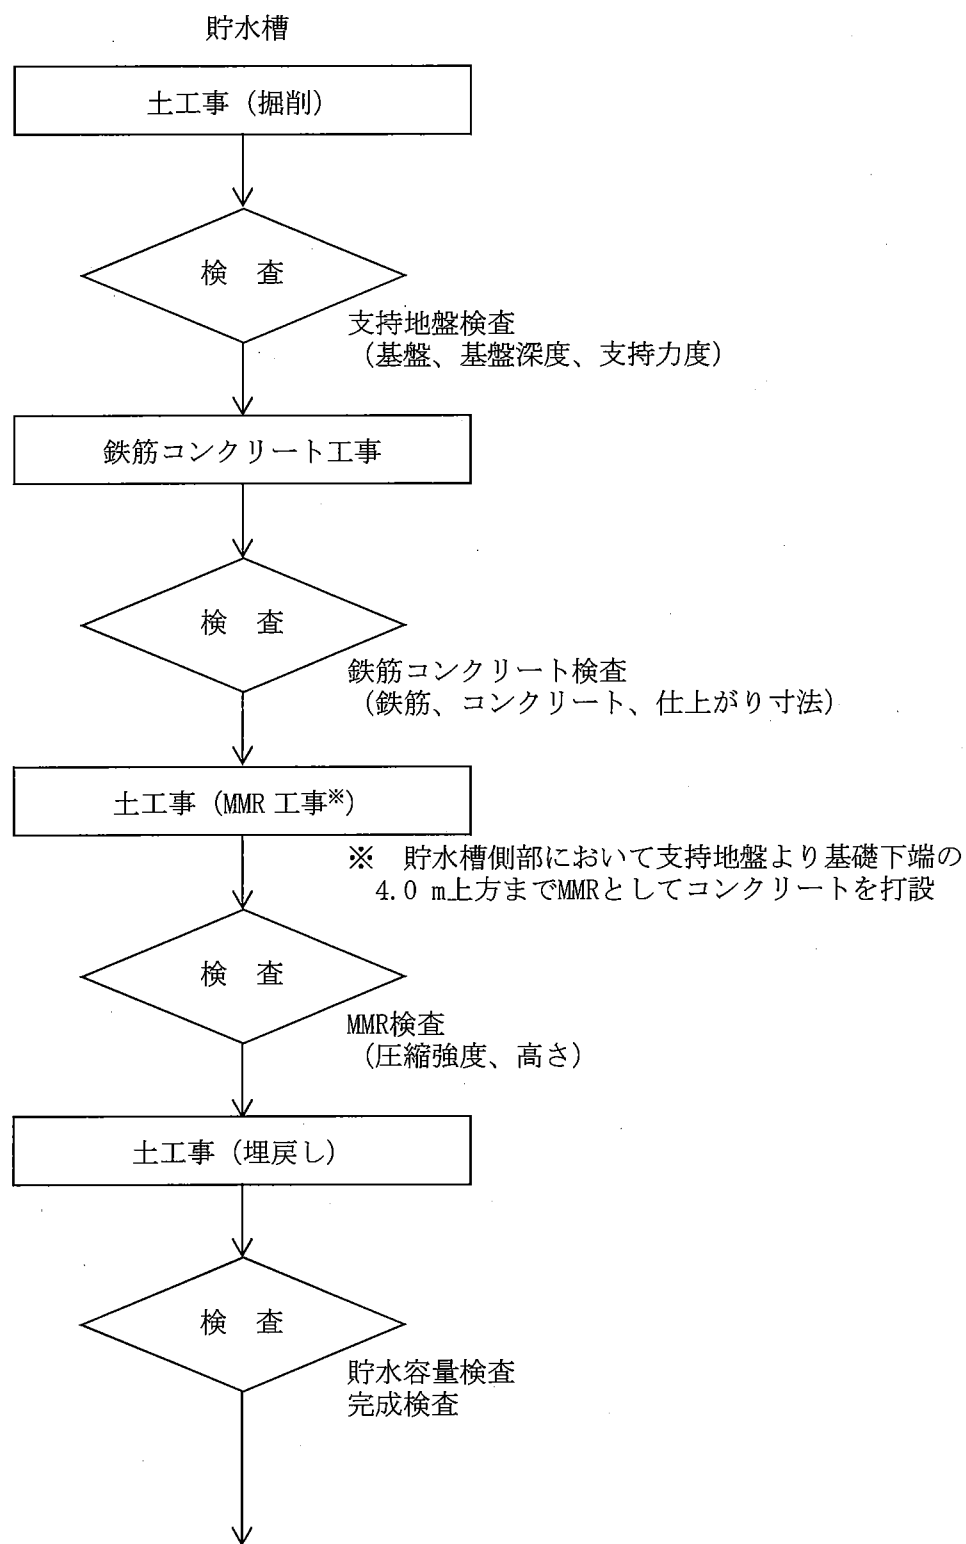 貯水槽
土工事（掘削）
検　査
支持地盤検査
（基盤、基盤深度、支持力度）
鉄筋コンクリート工事
検　査
鉄筋コンクリート検査
（鉄筋、コンクリート、仕上がり寸法）
土工事（MMR 工事※）
※　貯水槽側部において支持地盤より基礎下端の
4.0 m上方までMMRとしてコンクリートを打設
検　査
MMR検査
（圧縮強度、高さ）
土工事（埋戻し）
検　査
貯水容量検査
完成検査